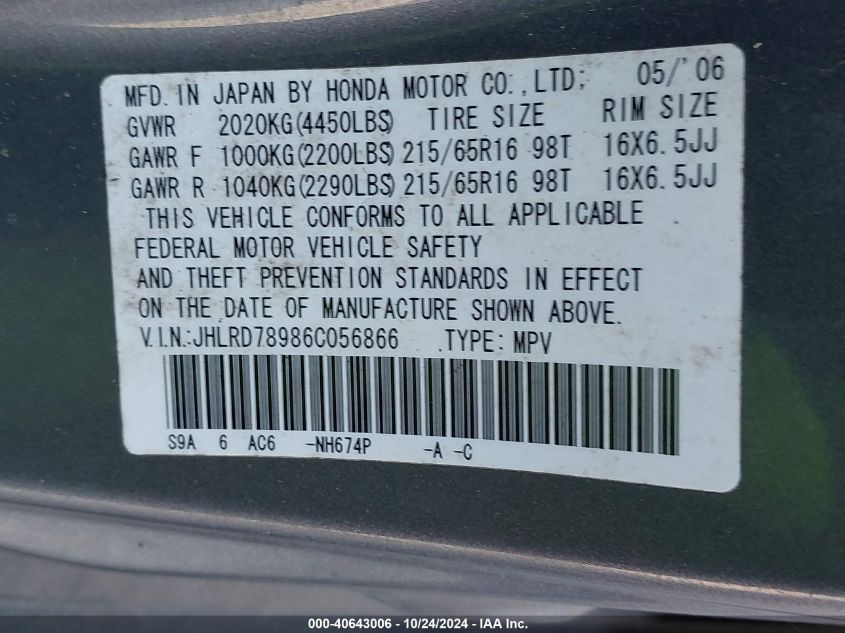 MFD. IN JAPAN BY HONDA MOTOR CO., LTD; 05/'06
GVWR 2020KG(4450LBS) TIRE SIZE RIM SIZE
GAWR F 1000KG(2200LBS) 215/65R16 98T 16X6.5JJ
GAWR R 1040KG(2290LBS) 215/65R16 98T 16X6.5JJ
THIS VEHICLE CONFORMS TO ALL APPLICABLE
FEDERAL MOTOR VEHICLE SAFETY
AND THEFT PREVENTION STANDARDS IN EFFECT
ON THE DATE OF MANUFACTURE SHOWN ABOVE.
V.I.N.:JHLRD78986C056866 .TYPE: MPV
S9A 6 AC6 -NH674P -A -C
000-40643006 - 10/24/2024 - IAA Inc.